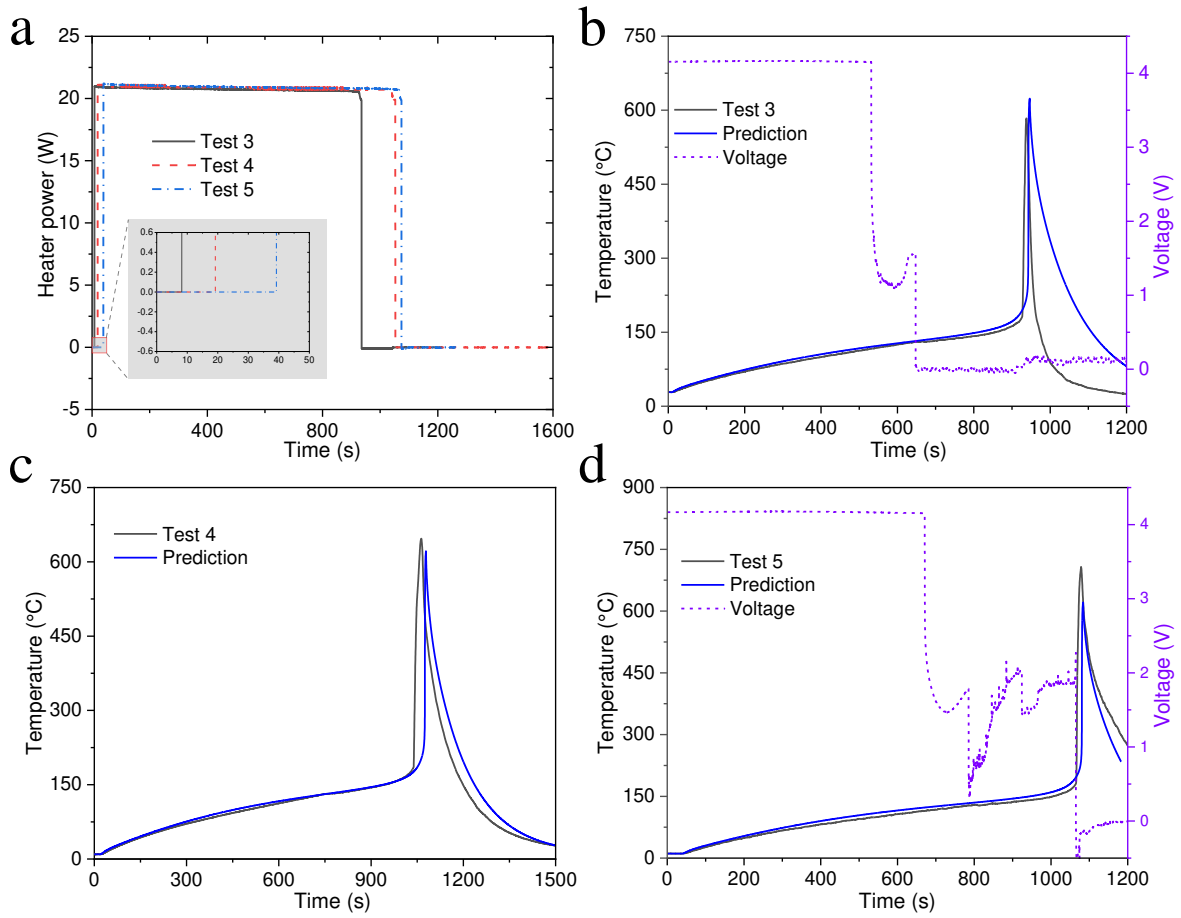 a
25
20
15
10
5
0
-5
Heater power (W)
Test 3
Test 4
Test 5
0.6
0.4
0.2
0.0
-0.2
-0.4
-0.6
0 10 20 30 40 50
0 400 800 1200 1600
Time (s)
b
750
600
450
300
150
0
Temperature (°C)
Test 3
Prediction
Voltage
4
3
2
1
0
Voltage (V)
0 200 400 600 800 1000 1200
Time (s)
c
750
600
450
300
150
0
Temperature (°C)
Test 4
Prediction
0 300 600 900 1200 1500
Time (s)
d
900
750
600
450
300
150
0
Temperature (°C)
Test 5
Prediction
Voltage
4
3
2
1
0
Voltage (V)
0 200 400 600 800 1000 1200
Time (s)